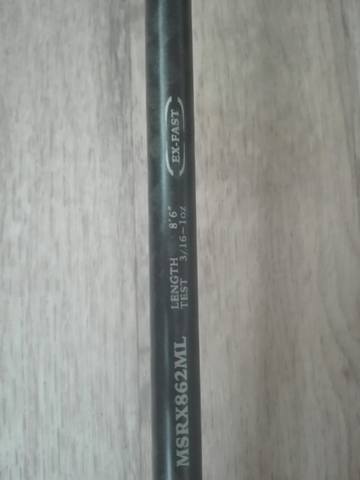 MSRX862ML
LENGTH 8'6"
TEST 3/16-1oz
EX-FAST